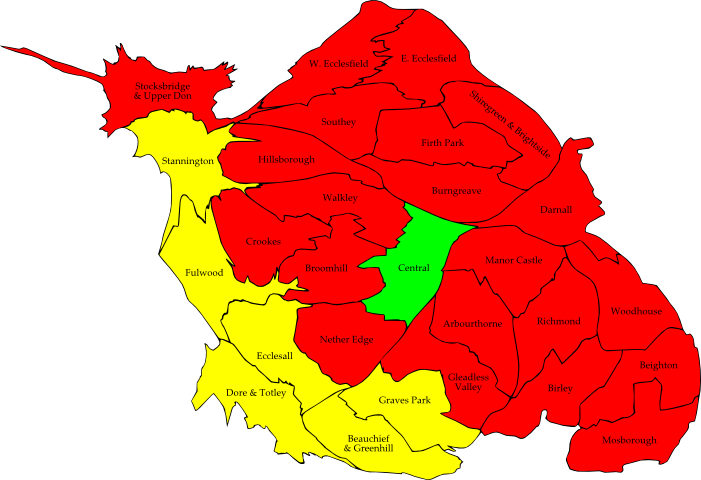 W. Ecclesfield
E. Ecclesfield
Stocksbridge
& Upper Don
Shiregreen & Brightside
Southey
Firth Park
Stannington
Hillsborough
Burngreave
Walkley
Darnall
Crookes
Broomhill
Central
Manor Castle
Fulwood
Woodhouse
Arbourthorne
Richmond
Nether Edge
Ecclesall
Beighton
Gleadless
Valley
Birley
Dore & Totley
Graves Park
Beauchief
& Greenhill
Mosborough